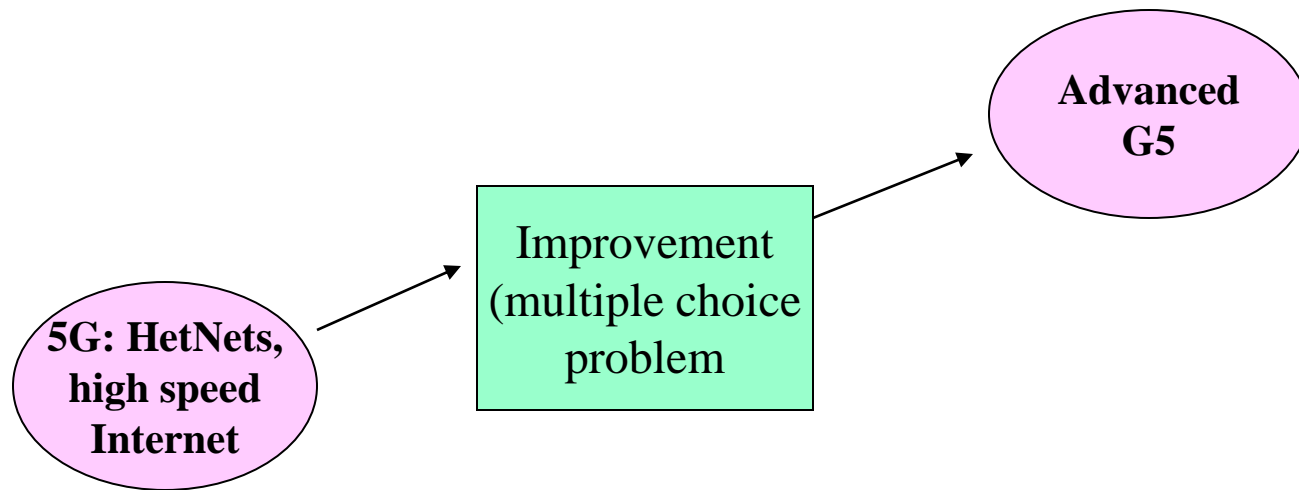 Advanced
G5
Improvement
(multiple choice
problem
5G: HetNets,
high speed
Internet